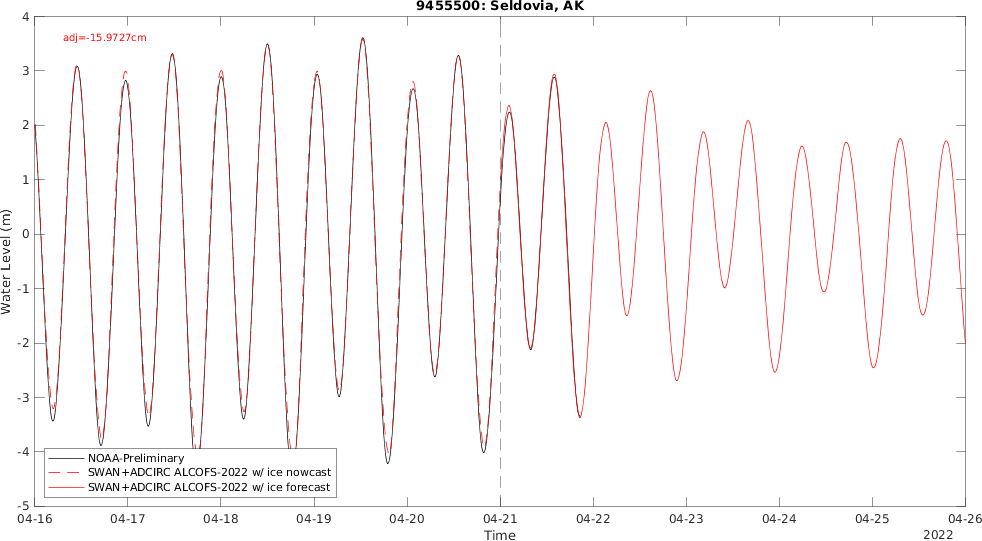 9455500: Seldovia, AK
adj=-15.9727cm
4
3
2
1
0
-1
-2
-3
-4
-5
Water Level (m)
NOAA-Preliminary
SWAN+ADCIRC ALCOFS-2022 w/ ice nowcast
SWAN+ADCIRC ALCOFS-2022 w/ ice forecast
04-16 04-17 04-18 04-19 04-20 04-21 04-22 04-23 04-24 04-25 04-26
Time
2022